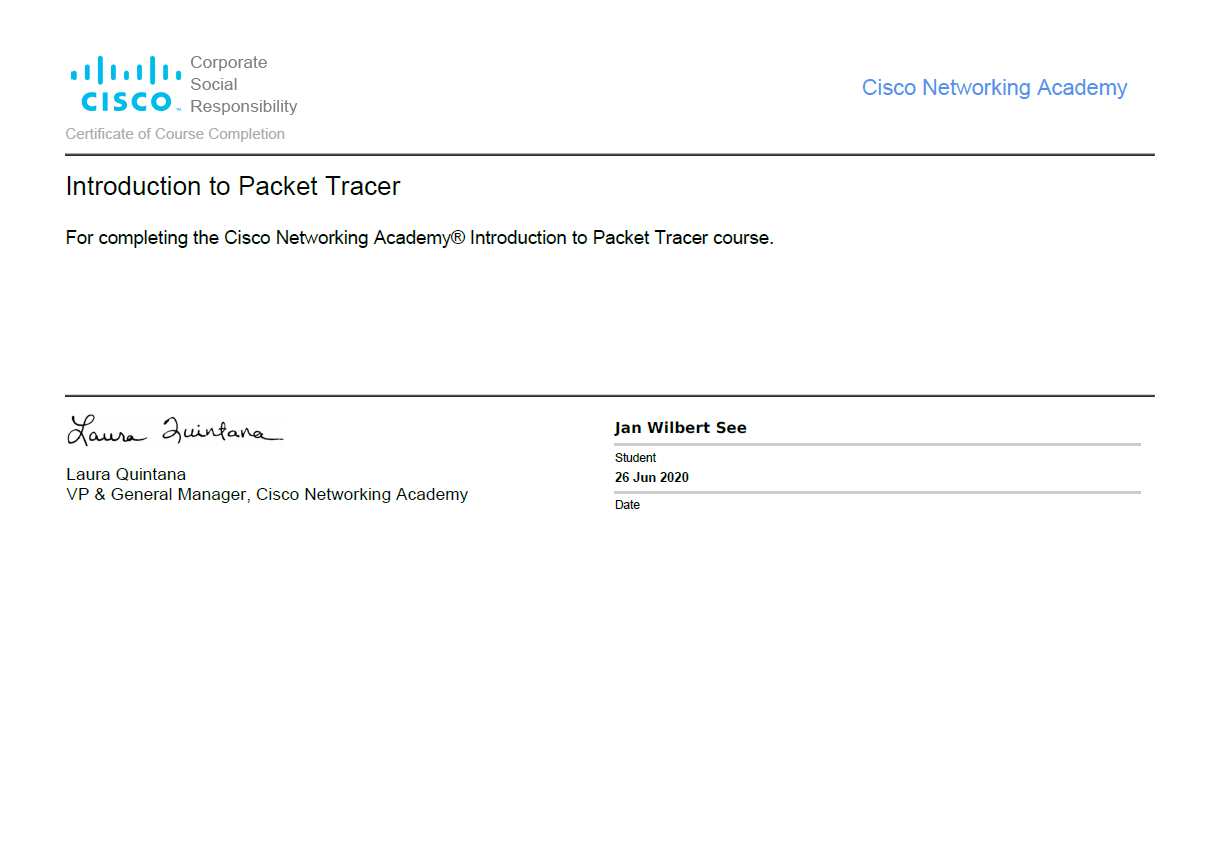 Corporate
Social
Responsibility
CISCO™
Cisco Networking Academy
Certificate of Course Completion
Introduction to Packet Tracer
For completing the Cisco Networking Academy® Introduction to Packet Tracer course.
Laura Quintana
Laura Quintana
VP & General Manager, Cisco Networking Academy
Jan Wilbert See
Student
26 Jun 2020
Date